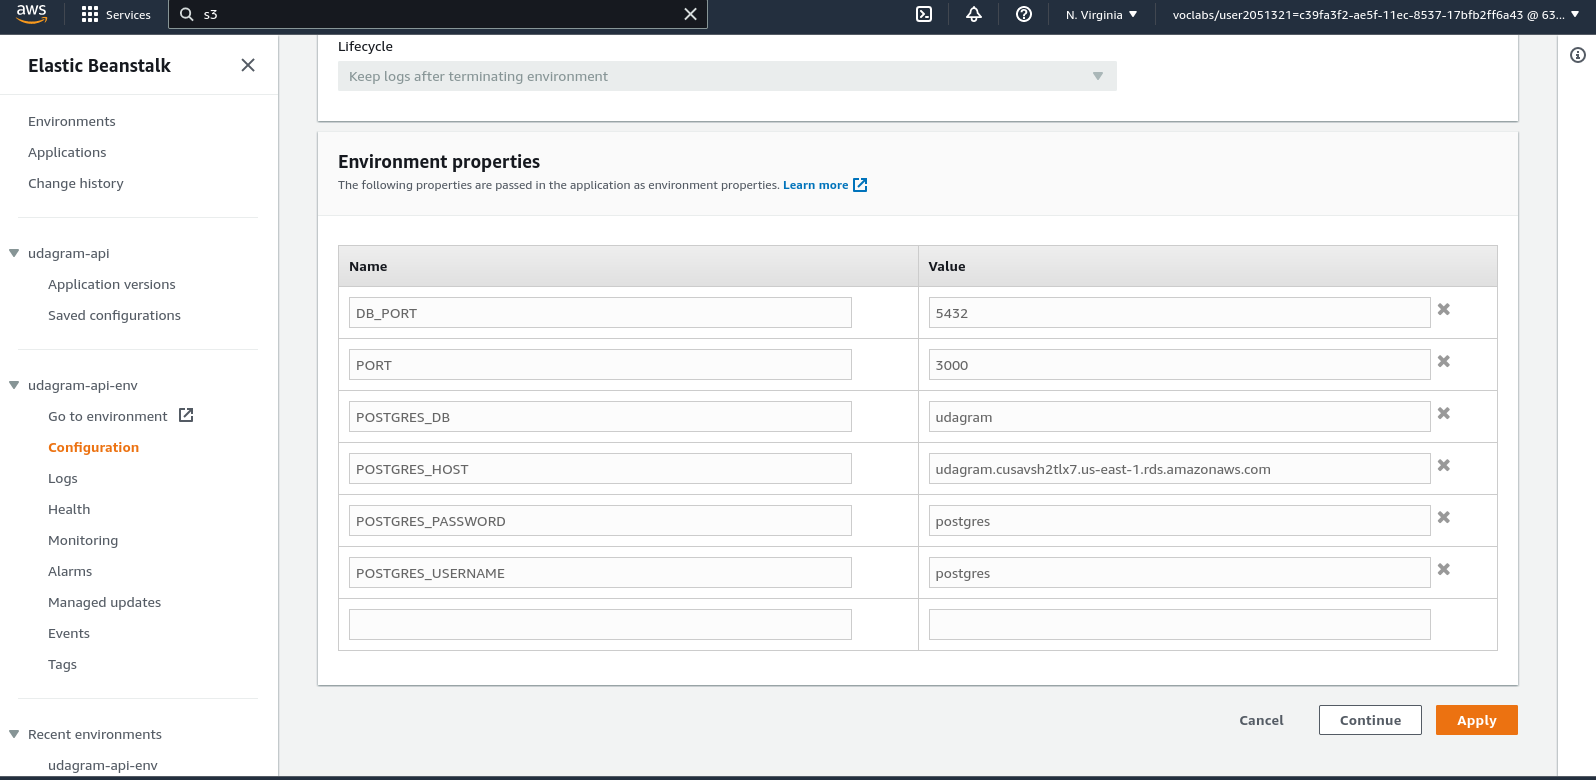 aws Services s3 N. Virginia voclabs/user2051321=c39fa3f2-ae5f-11ec-8537-17bfb2ff6a43 @ 63...
Elastic Beanstalk
Environments
Applications
Change history
udagram-api
Application versions
Saved configurations
udagram-api-env
Go to environment
Configuration
Logs
Health
Monitoring
Alarms
Managed updates
Events
Tags
Recent environments
udagram-api-env
Lifecycle
Keep logs after terminating environment
Environment properties
The following properties are passed in the application as environment properties. Learn more
Name Value
DB_PORT 5432
PORT 3000
POSTGRES_DB udagram
POSTGRES_HOST udagram.cusavsh2tlx7.us-east-1.rds.amazonaws.com
POSTGRES_PASSWORD postgres
POSTGRES_USERNAME postgres
Cancel Continue Apply